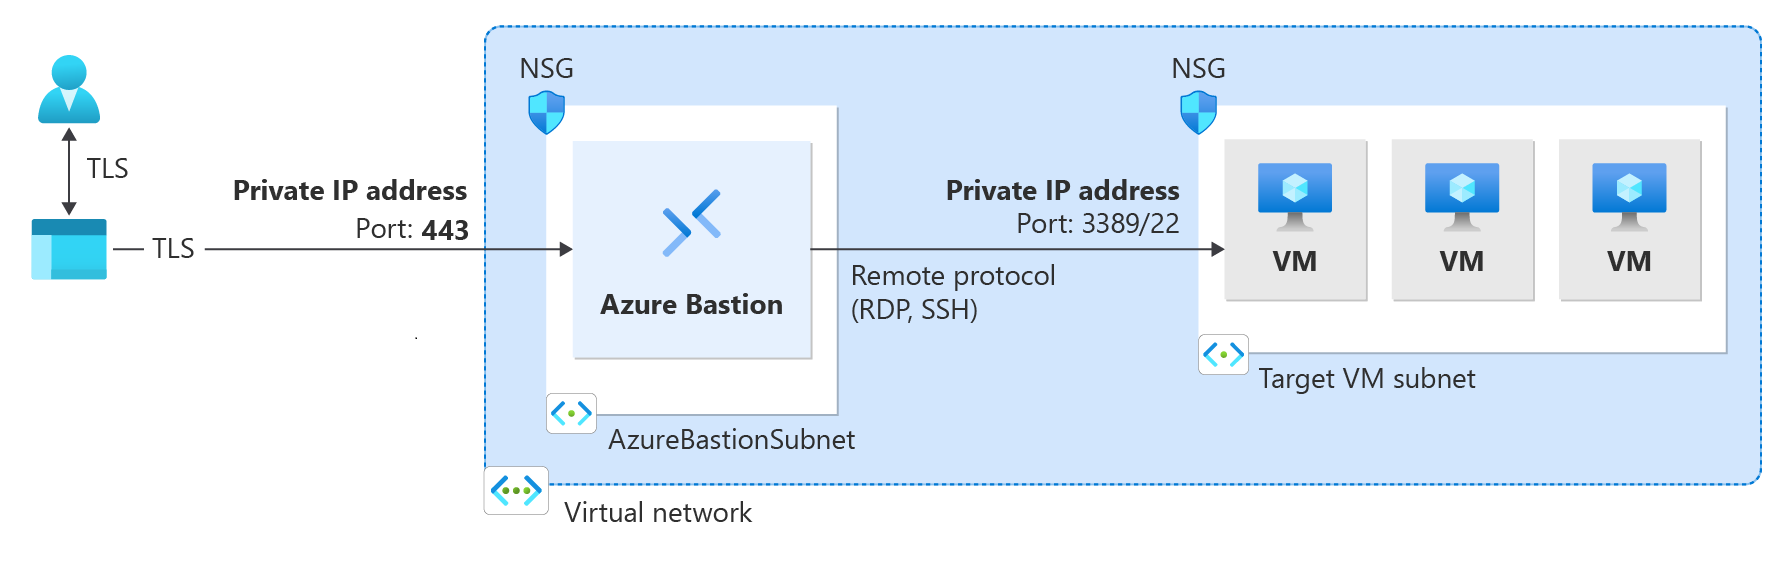 NSG
NSG
TLS
Private IP address
Port: 443
TLS
Azure Bastion
Private IP address
Port: 3389/22
Remote protocol
(RDP, SSH)
VM
VM
VM
Target VM subnet
AzureBastionSubnet
Virtual network